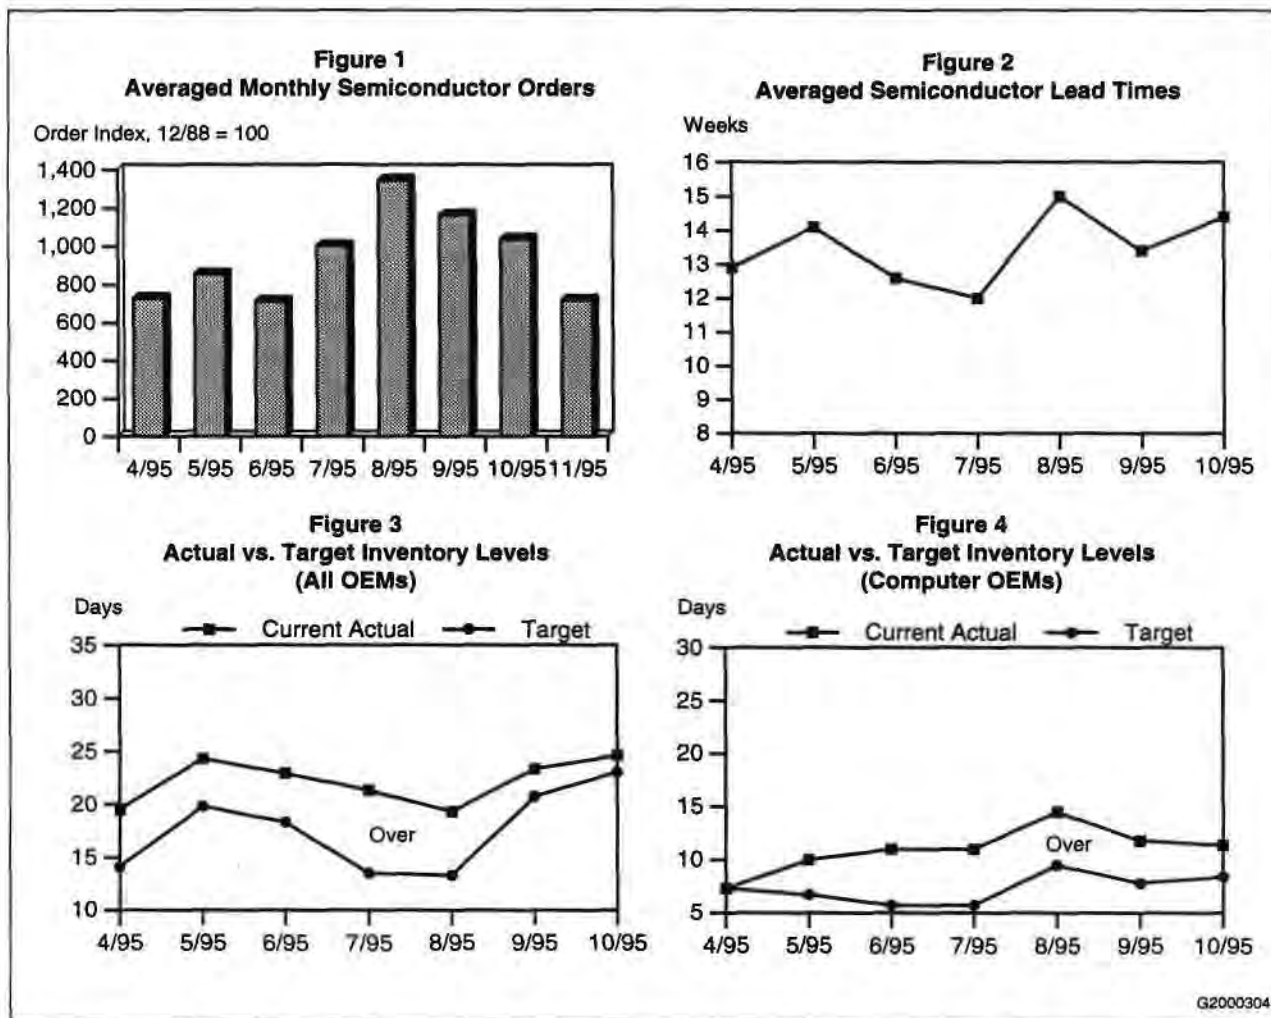 Figure 1
Averaged Monthly Semiconductor Orders
Order Index, 12/88 = 100
1,400
1,200
1,000
800
600
400
200
0
4/95 5/95 6/95 7/95 8/95 9/95 10/95 11/95
Figure 2
Averaged Semiconductor Lead Times
Weeks
16
15
14
13
12
11
10
9
8
4/95 5/95 6/95 7/95 8/95 9/95 10/95
Figure 3
Actual vs. Target Inventory Levels
(All OEMs)
Days
Current Actual Target
35
30
25
20
15
10
Over
4/95 5/95 6/95 7/95 8/95 9/95 10/95
Figure 4
Actual vs. Target Inventory Levels
(Computer OEMs)
Days
Current Actual Target
30
25
20
15
10
5
Over
4/95 5/95 6/95 7/95 8/95 9/95 10/95
G2000304